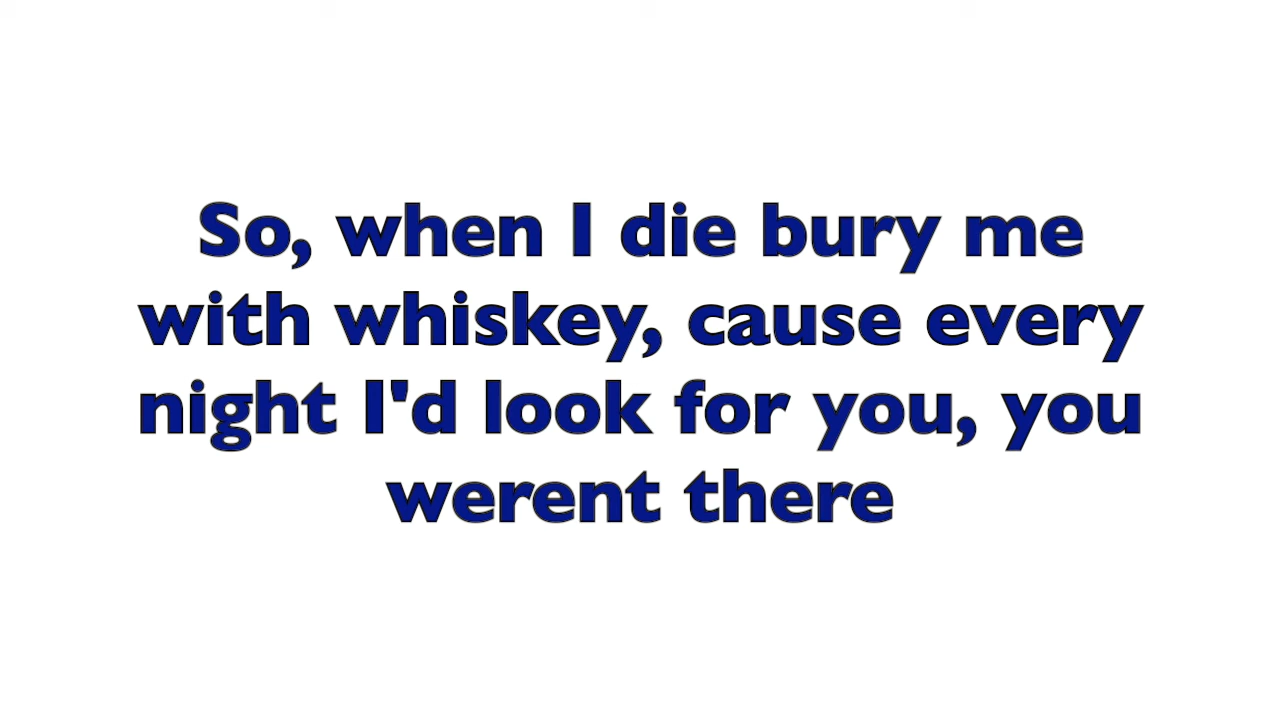 So, when I die bury me
with whiskey, cause every
night I'd look for you, you
werent there